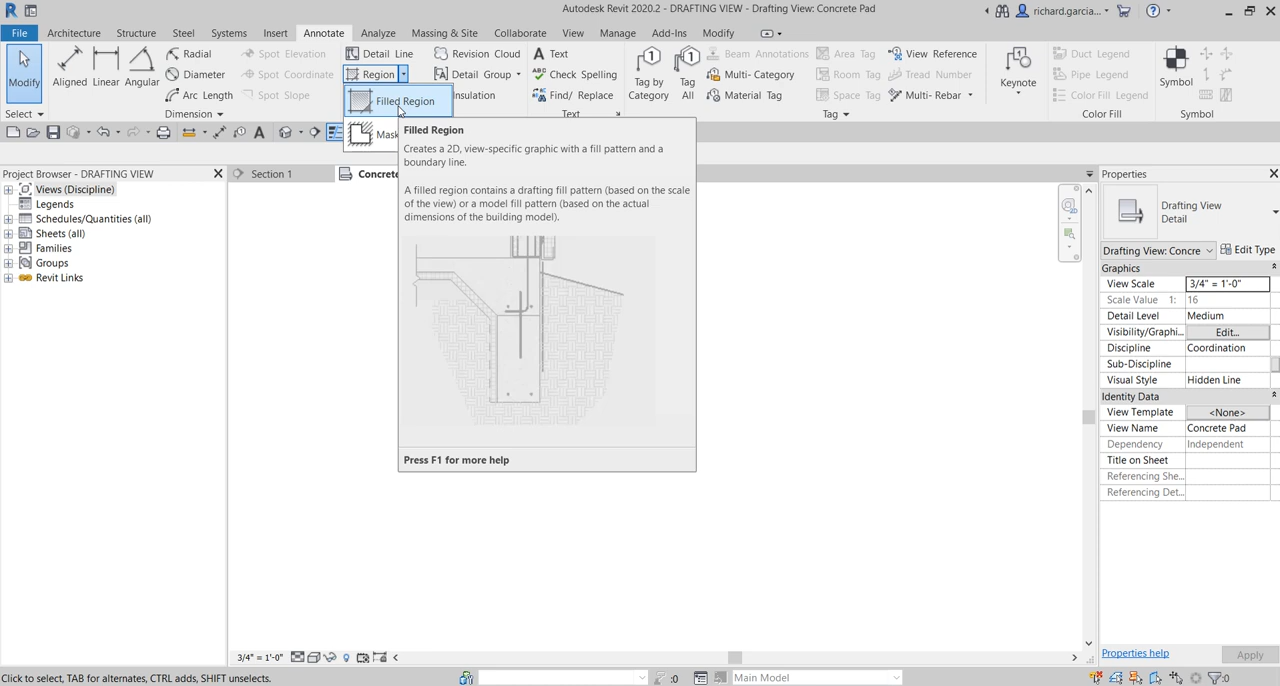 Autodesk Revit 2020.2 - DRAFTING VIEW - Drafting View: Concrete Pad
richard.garcia...
File Architecture Structure Steel Systems Insert Annotate Analyze Massing & Site Collaborate View Manage Add-Ins Modify
Modify
Select
Aligned Linear Angular
Radial
Diameter
Arc Length
Spot Elevation
Spot Coordinate
Spot Slope
Dimension
Detail Line
Region
Revision Cloud
Detail Group
nsulation
Filled Region
Mask
Text
Check Spelling
Find/ Replace
Text
Tag by Category
Tag All
Beam Annotations
Multi- Category
Material Tag
Area Tag
Room Tag
Space Tag
View Reference
Tread Number
Multi- Rebar
Tag
Keynote
Duct Legend
Pipe Legend
Color Fill Legend
Color Fill
Symbol
Symbol
Filled Region
Creates a 2D, view-specific graphic with a fill pattern and a
boundary line.
A filled region contains a drafting fill pattern (based on the scale
of the view) or a model fill pattern (based on the actual
dimensions of the building model).
Press F1 for more help
Project Browser - DRAFTING VIEW
Views (Discipline)
Legends
Schedules/Quantities (all)
Sheets (all)
Families
Groups
Revit Links
Section 1
Concrete
Properties
Drafting View
Detail
Drafting View: Concre
Edit Type
Graphics
View Scale 3/4" = 1'-0"
Scale Value 1: 16
Detail Level Medium
Visibility/Graphi... Edit...
Discipline Coordination
Sub-Discipline
Visual Style Hidden Line
Identity Data
View Template <None>
View Name Concrete Pad
Dependency Independent
Title on Sheet
Referencing She...
Referencing Det...
Properties help
Apply
3/4" = 1'-0"
Click to select, TAB for alternates, CTRL adds, SHIFT unselects.
:0
Main Model
:0